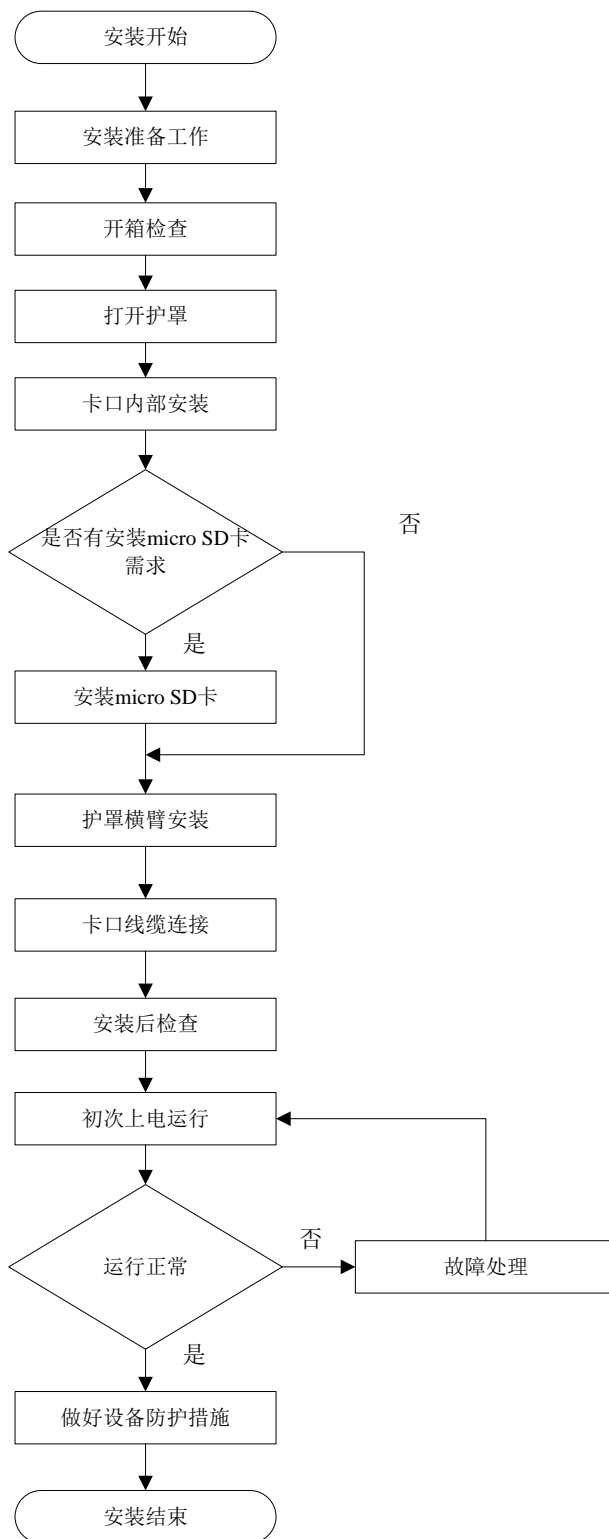 安装开始
安装准备工作
开箱检查
打开护罩
卡口内部安装
是否有安装micro SD卡
需求
否
是
安装micro SD卡
护罩横臂安装
卡口线缆连接
安装后检查
初次上电运行
运行正常
否
故障处理
是
做好设备防护措施
安装结束